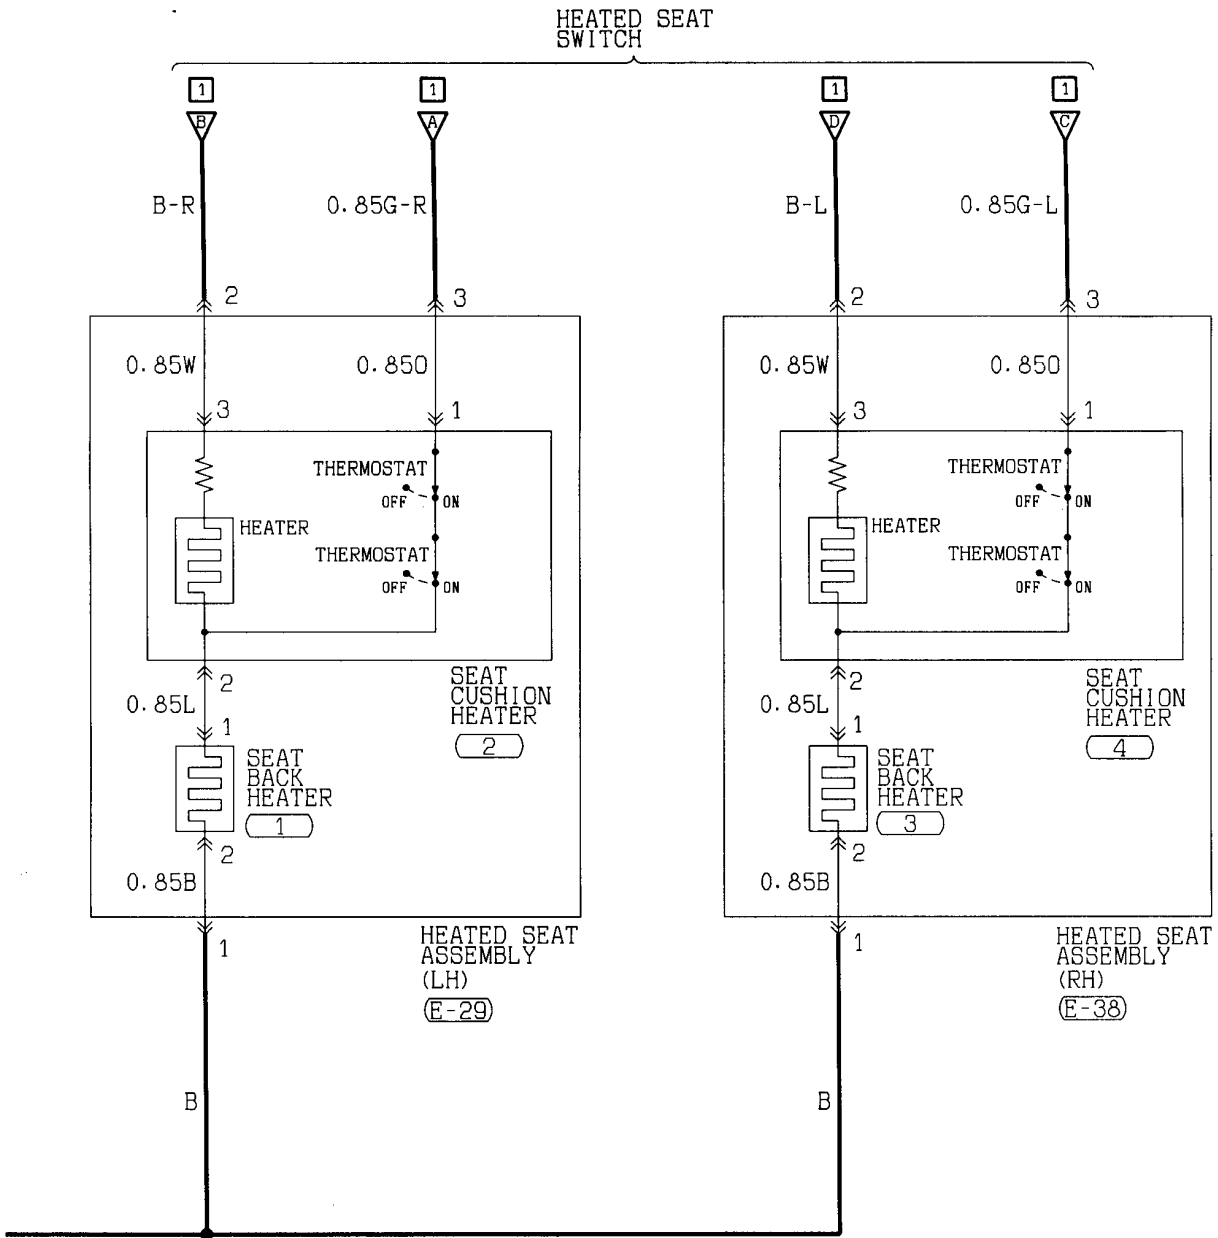 HEATED SEAT
SWITCH
1 1 1 1
B A D C
B-R 0.85G-R B-L 0.85G-L
2 3 2 3
0.85W 0.85O 0.85W 0.85O
3 1 3 1
THERMOSTAT THERMOSTAT
OFF ON OFF ON
HEATER HEATER
THERMOSTAT THERMOSTAT
OFF ON OFF ON
2 SEAT 2 SEAT
CUSHION CUSHION
0.85L HEATER 0.85L HEATER
1 2 1 4
SEAT SEAT
BACK BACK
HEATER HEATER
1 3
2 2
0.85B 0.85B
1 HEATED SEAT 1 HEATED SEAT
ASSEMBLY ASSEMBLY
(LH) (RH)
E-29 E-38
B B